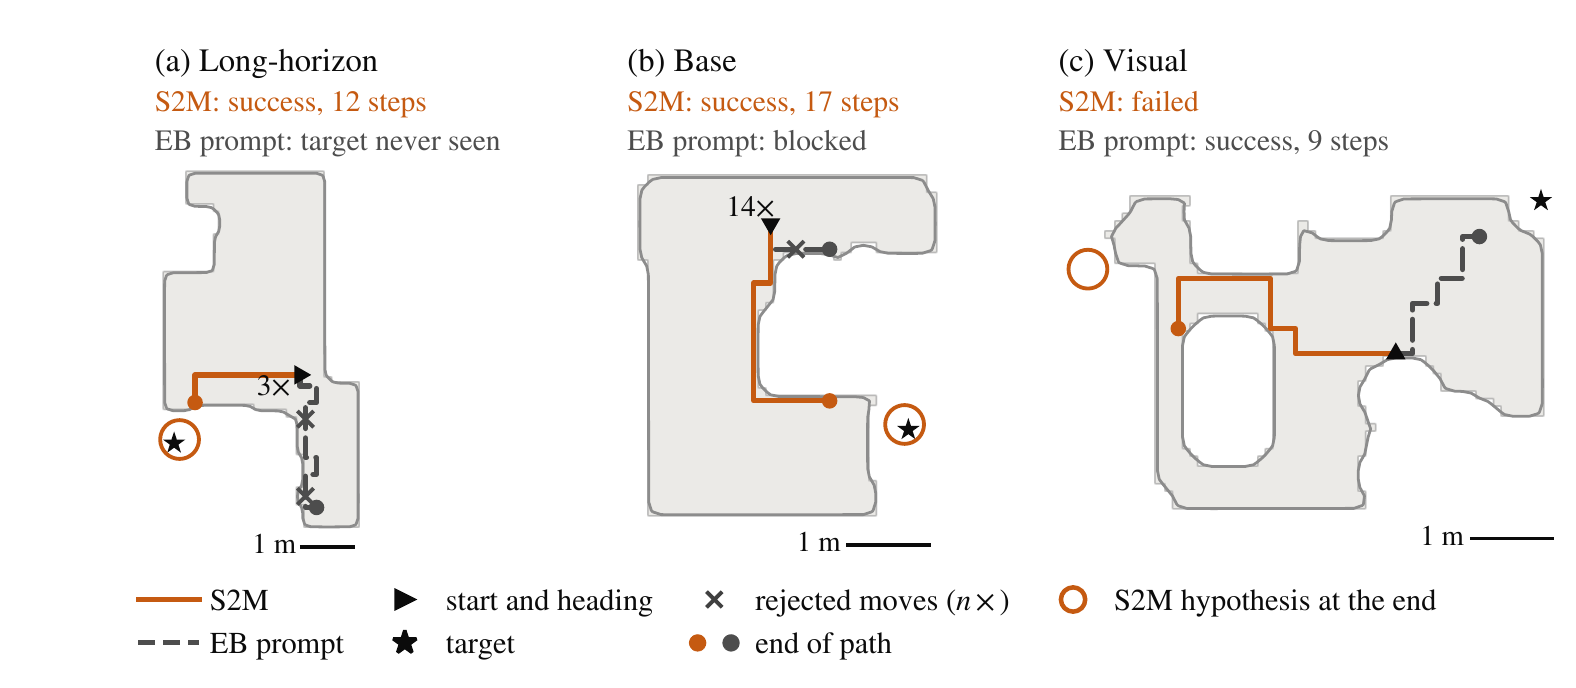 (a) Long-horizon
S2M: success, 12 steps
EB prompt: target never seen
(b) Base
S2M: success, 17 steps
EB prompt: blocked
(c) Visual
S2M: failed
EB prompt: success, 9 steps
3×
1 m
14×
1 m
1 m
S2M
start and heading
rejected moves (n×)
S2M hypothesis at the end
EB prompt
target
end of path